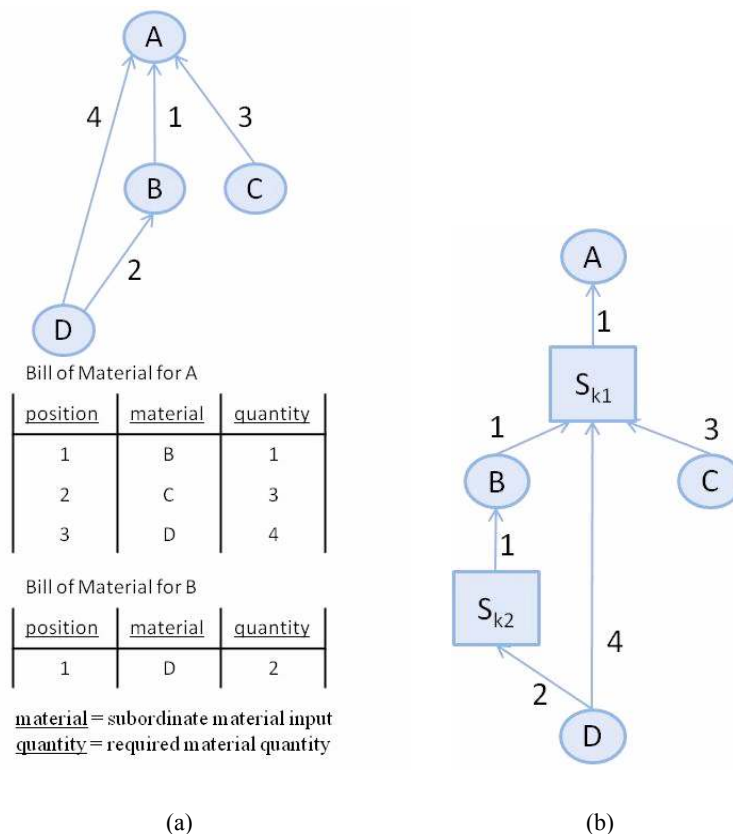 A
4
1
3
B
C
2
D
Bill of Material for A
position material quantity
1 B 1
2 C 3
3 D 4
Bill of Material for B
position material quantity
1 D 2
material = subordinate material input
quantity = required material quantity
(a)
A
1
Sk1
1
3
B
C
1
Sk2
4
2
D
(b)